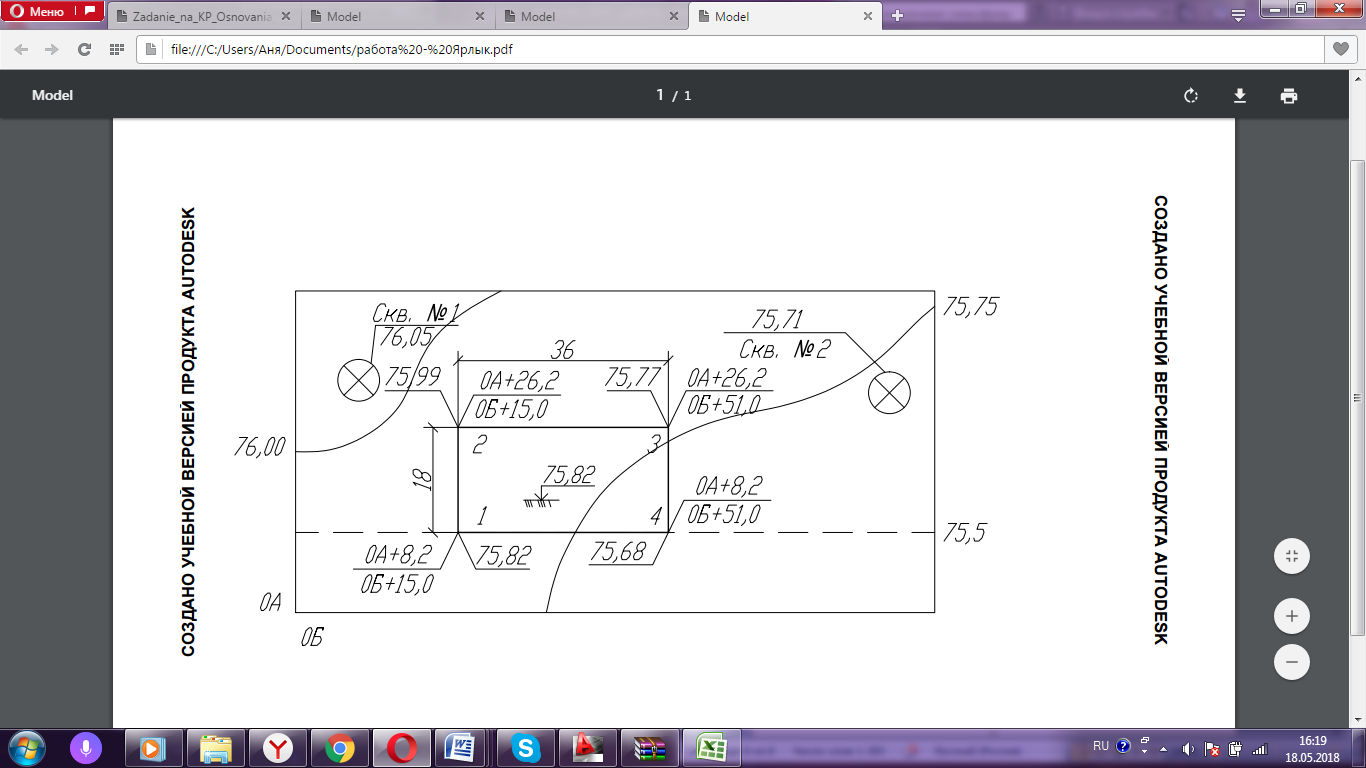 Меню
Zadanie_na_KP_Osnovania
Model
Model
Model
file:///C:/Users/Аня/Documents/работа%20-%20Ярлык.pdf
Model
1 / 1
СОЗДАНО УЧЕБНОЙ ВЕРСИЕЙ ПРОДУКТА AUTODESK
СОЗДАНО УЧЕБНОЙ ВЕРСИЕЙ ПРОДУКТА AUTODESK
Скв. №1
76,05
75,71
Скв. №2
75,75
36
75,99
0А+26,2
0Б+15,0
75,77
0А+26,2
0Б+51,0
76,00
2
3
18
75,82
0А+8,2
0Б+51,0
1
4
75,5
0А+8,2
0Б+15,0
75,82
75,68
0А
0Б
RU
16:19
18.05.2018